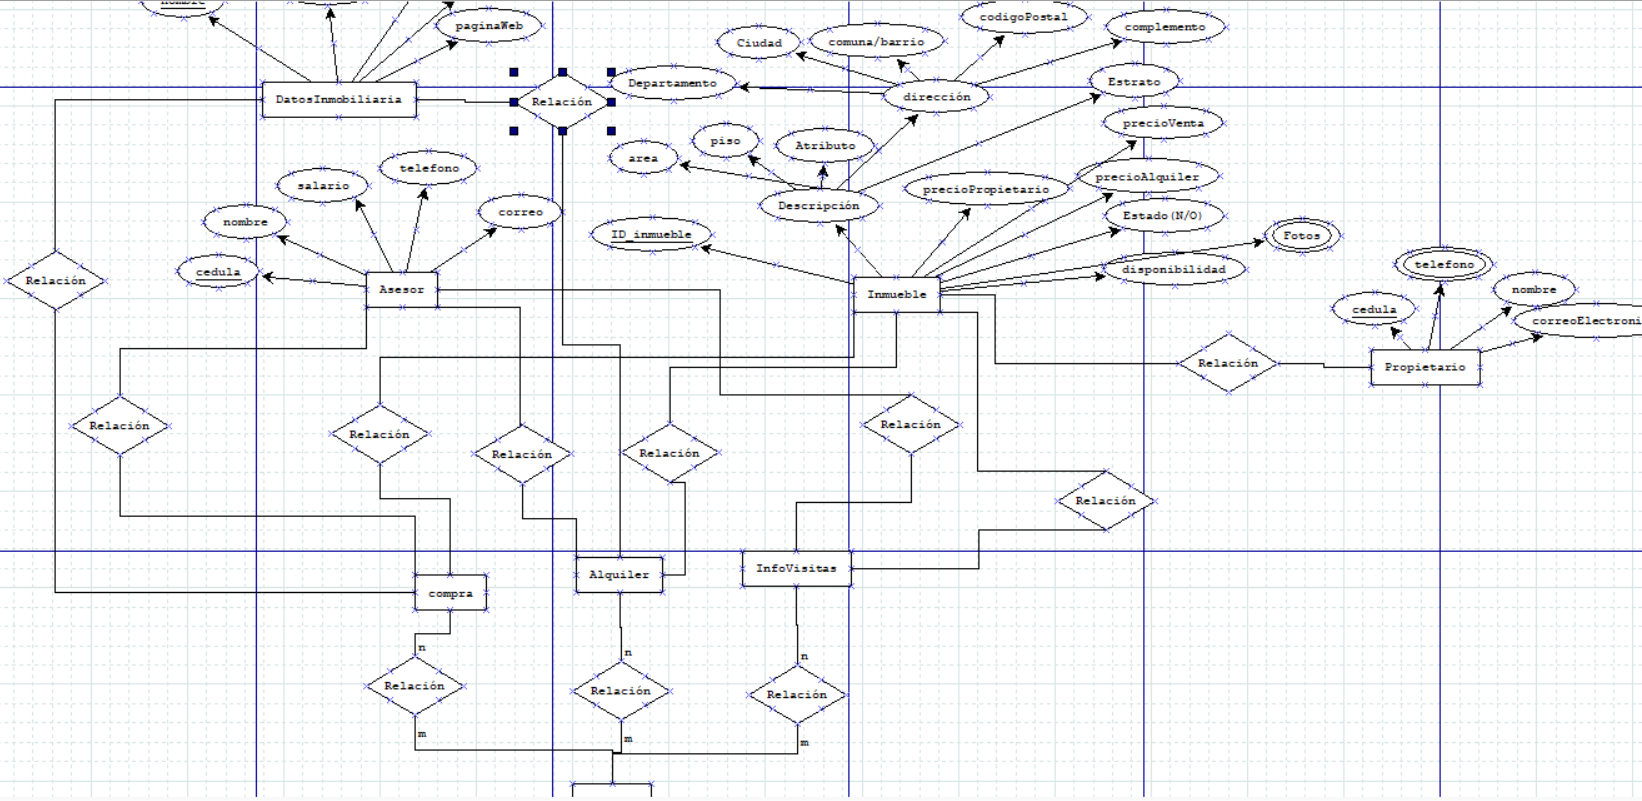 nombre
paginaWeb
codigoPostal
complemento
Ciudad
comuna/barrio
Departamento
dirección
Estrato
DatosInmobiliaria
Relación
precioVenta
piso
Atributo
area
telefono
salario
precioPropietario
precioAlquiler
Descripción
nombre
correo
Estado(N/O)
ID_inmueble
Fotos
cedula
telefono
disponibilidad
Relación
Asesor
Inmueble
nombre
cedula
correoElectroni
Relación
Propietario
Relación
Relación
Relación
Relación
Relación
Relación
compra
Alquiler
InfoVisitas
n
n
n
Relación
Relación
Relación
m
m
m